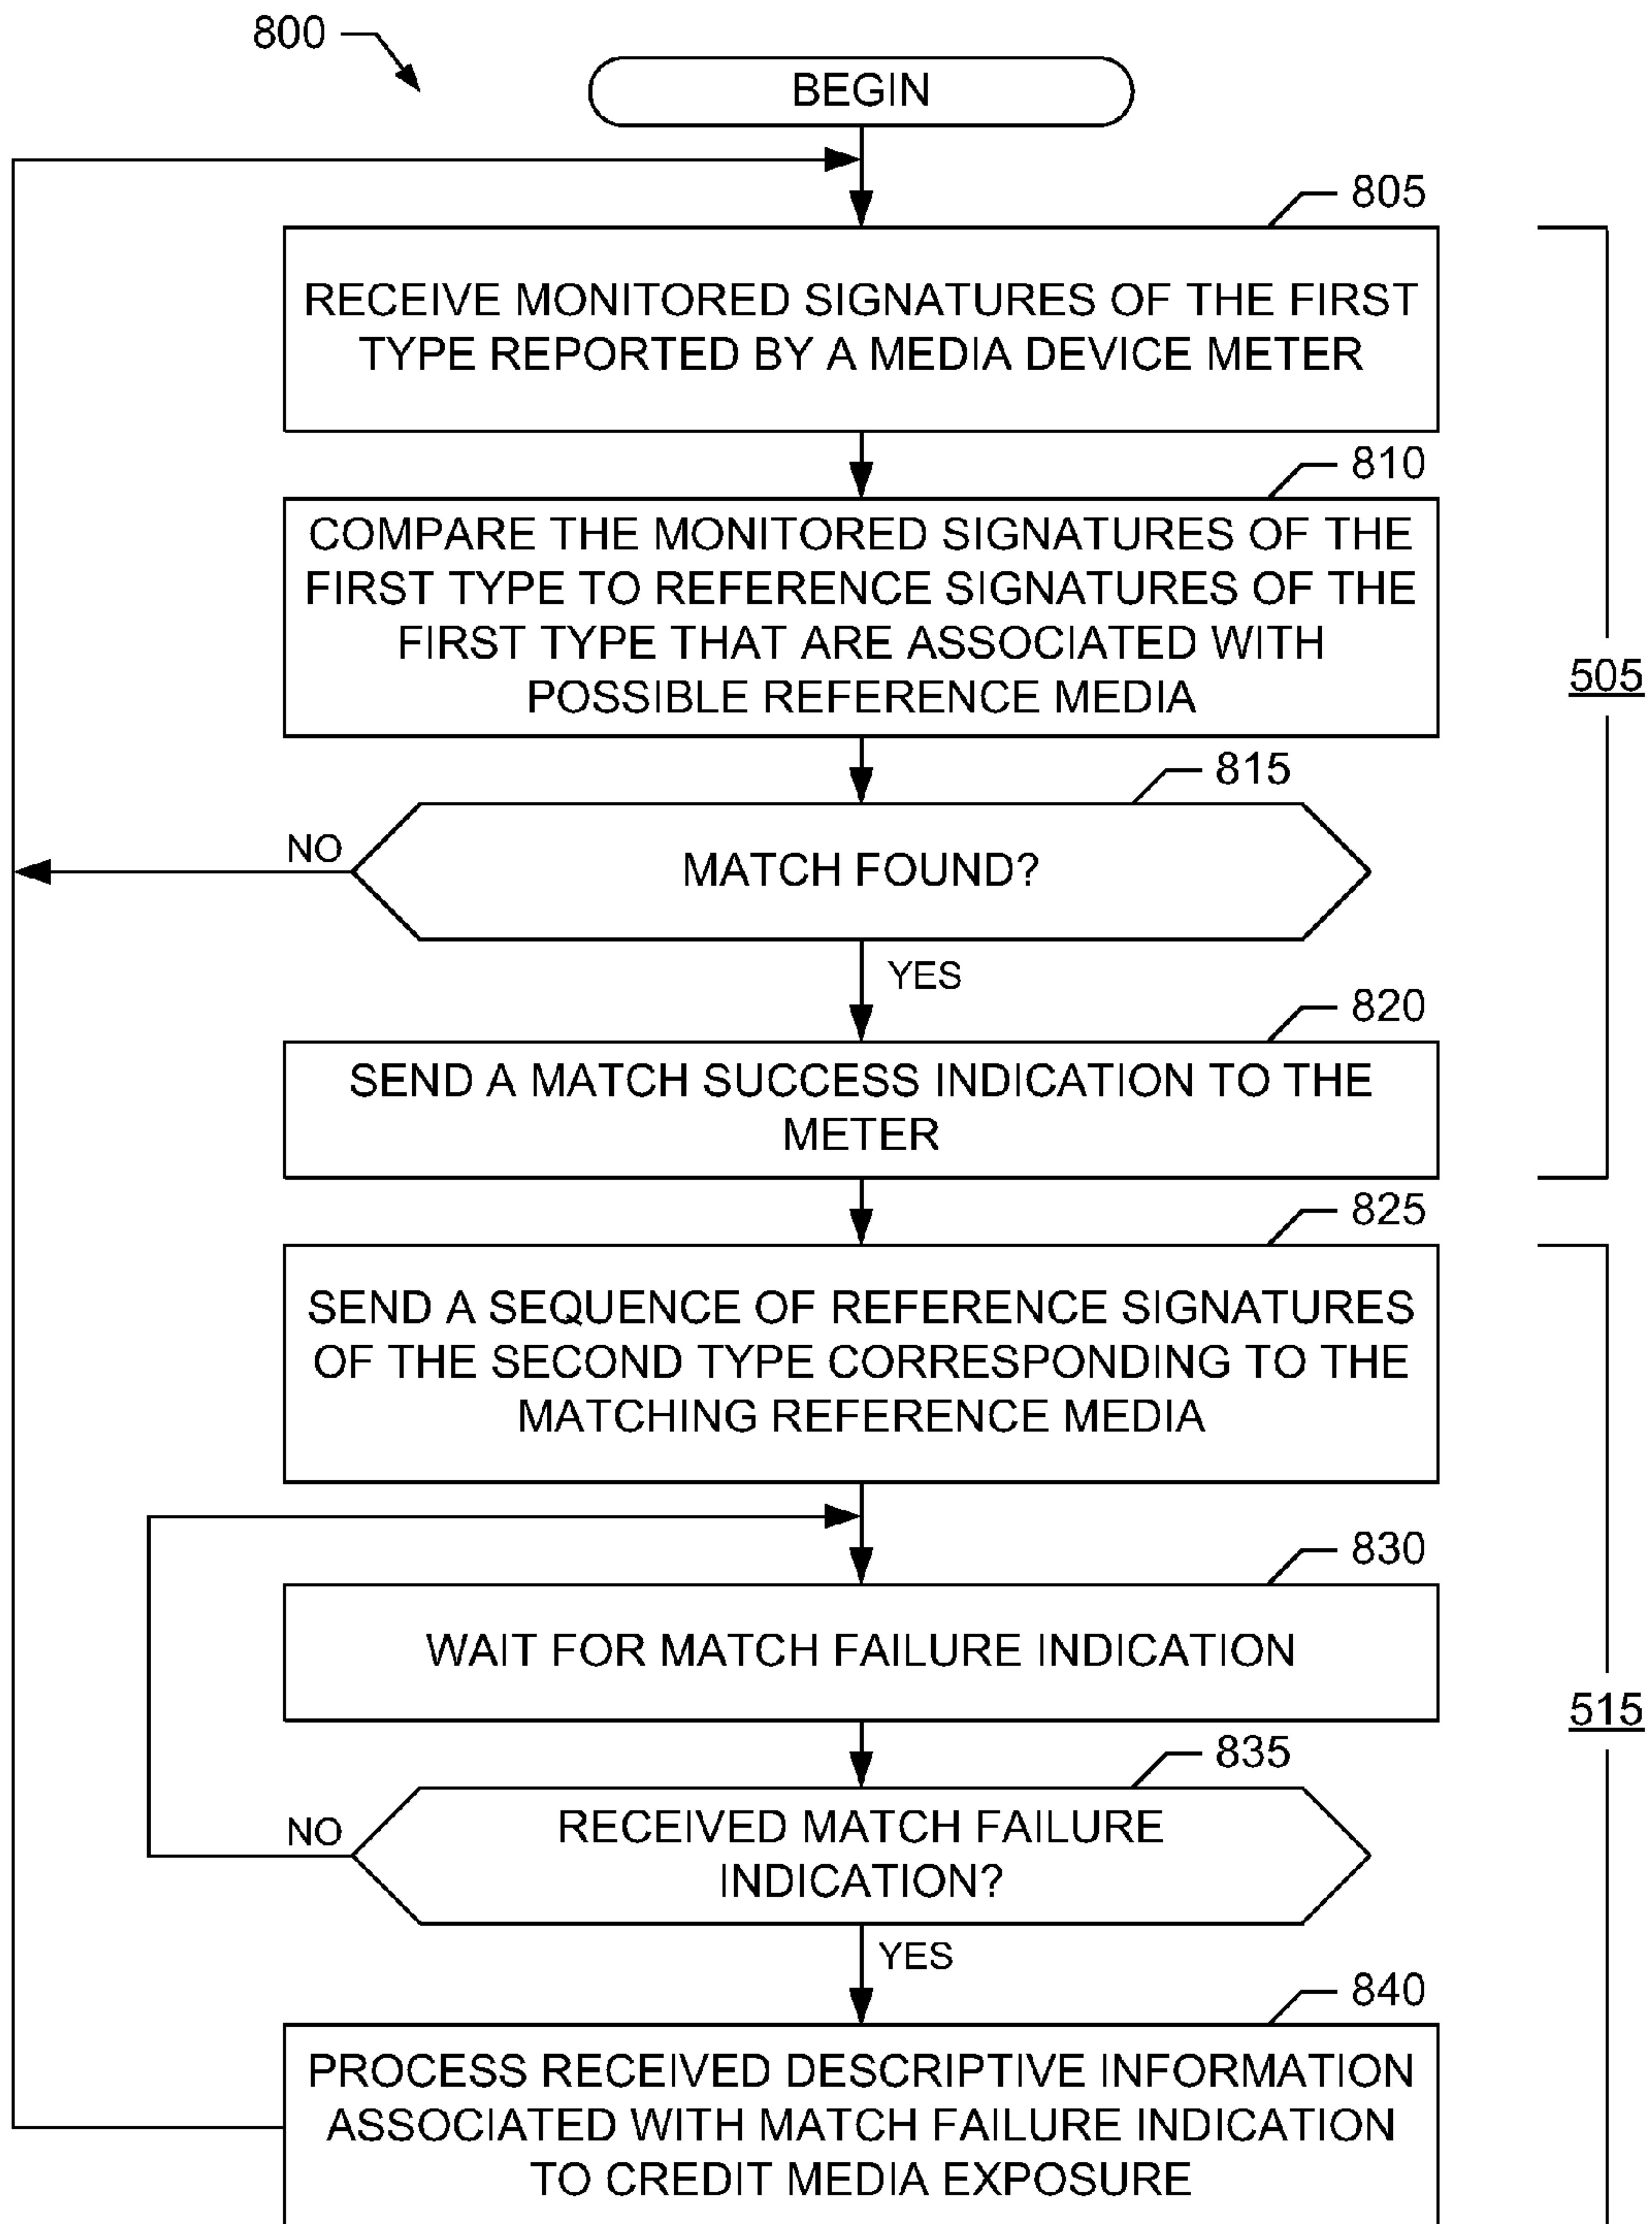 800
BEGIN
805
RECEIVE MONITORED SIGNATURES OF THE FIRST
TYPE REPORTED BY A MEDIA DEVICE METER
810
COMPARE THE MONITORED SIGNATURES OF THE
FIRST TYPE TO REFERENCE SIGNATURES OF THE
FIRST TYPE THAT ARE ASSOCIATED WITH
POSSIBLE REFERENCE MEDIA
505
815
NO
MATCH FOUND?
YES
820
SEND A MATCH SUCCESS INDICATION TO THE
METER
825
SEND A SEQUENCE OF REFERENCE SIGNATURES
OF THE SECOND TYPE CORRESPONDING TO THE
MATCHING REFERENCE MEDIA
830
WAIT FOR MATCH FAILURE INDICATION
515
835
NO
RECEIVED MATCH FAILURE
INDICATION?
YES
840
PROCESS RECEIVED DESCRIPTIVE INFORMATION
ASSOCIATED WITH MATCH FAILURE INDICATION
TO CREDIT MEDIA EXPOSURE